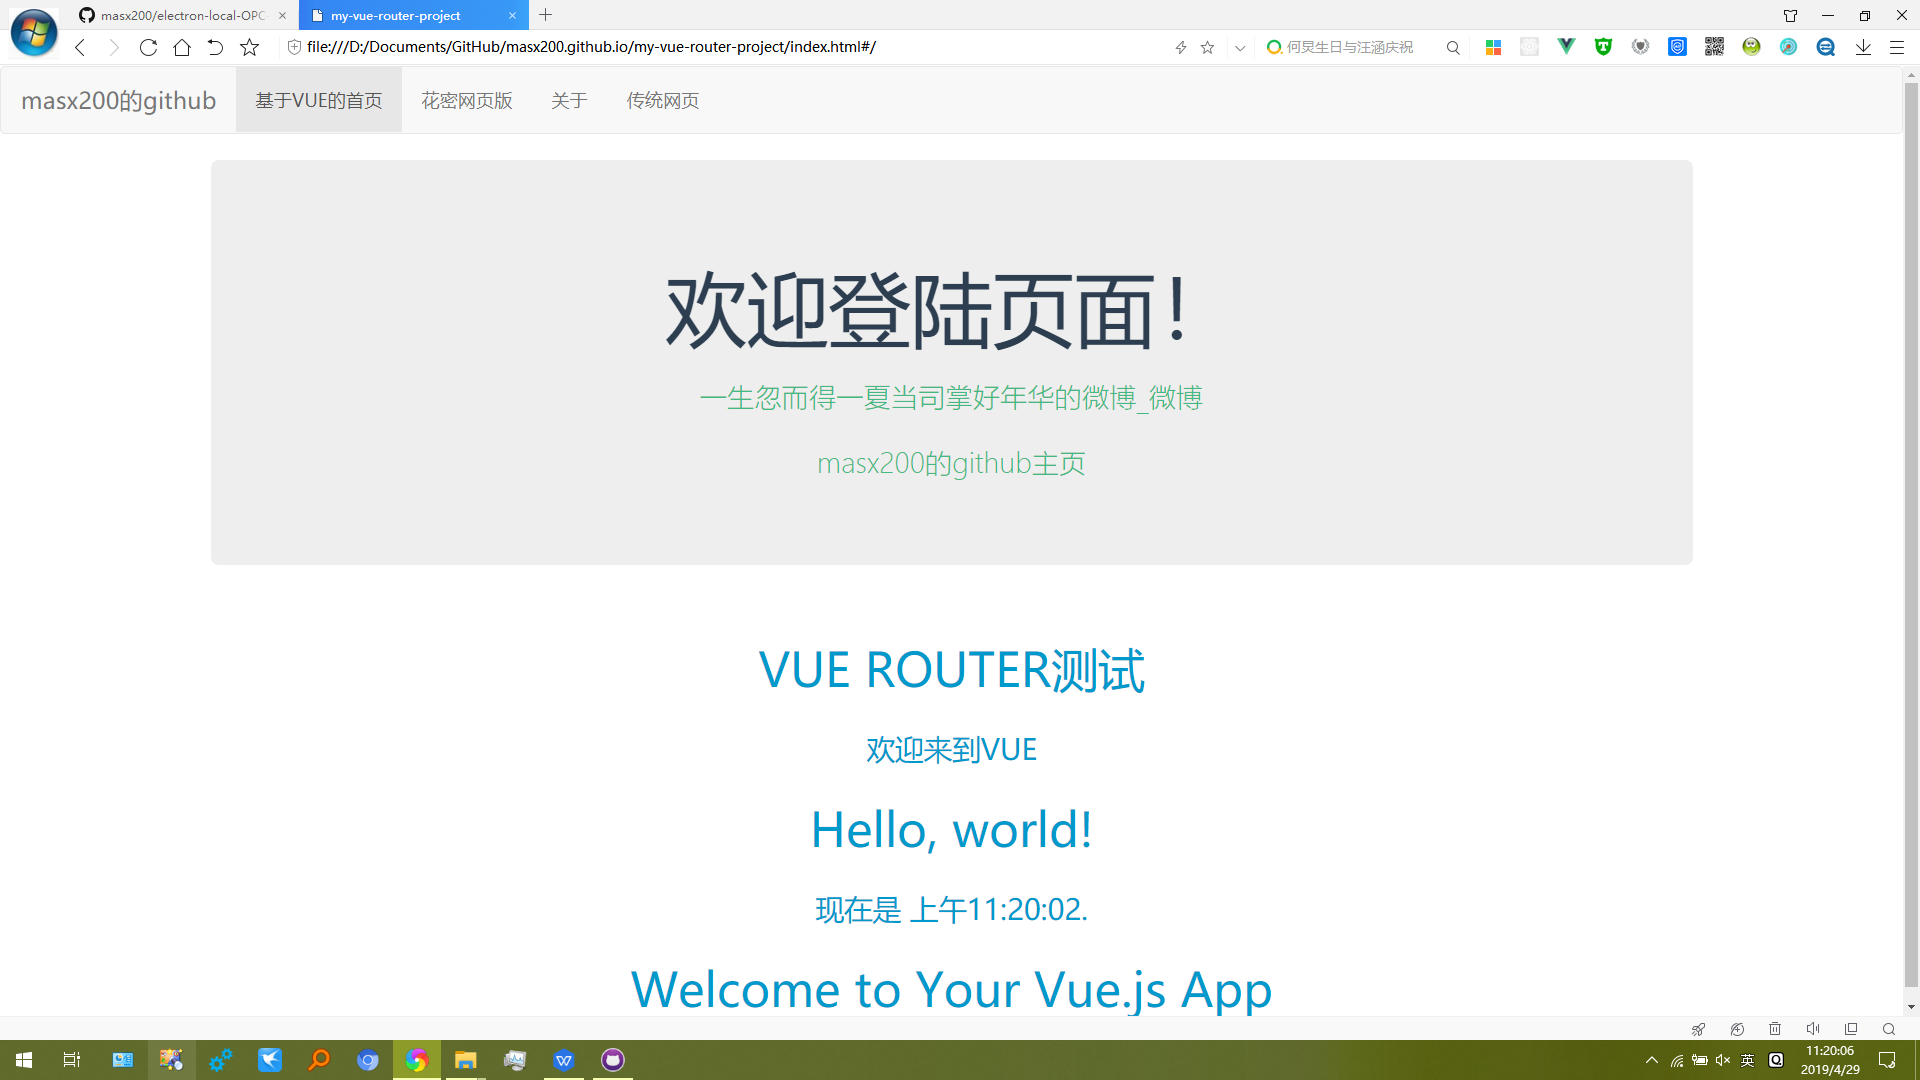 masx200/electron-local-OPC
my-vue-router-project
file:///D:/Documents/GitHub/masx200.github.io/my-vue-router-project/index.html#/
何炅生日与汪涵庆祝
masx200的github
基于VUE的首页
花密网页版
关于
传统网页
欢迎登陆页面！
一生忽而得一夏当司掌好年华的微博_微博
masx200的github主页
VUE ROUTER测试
欢迎来到VUE
Hello, world!
现在是 上午11:20:02.
Welcome to Your Vue.js App
英
11:20:06
2019/4/29